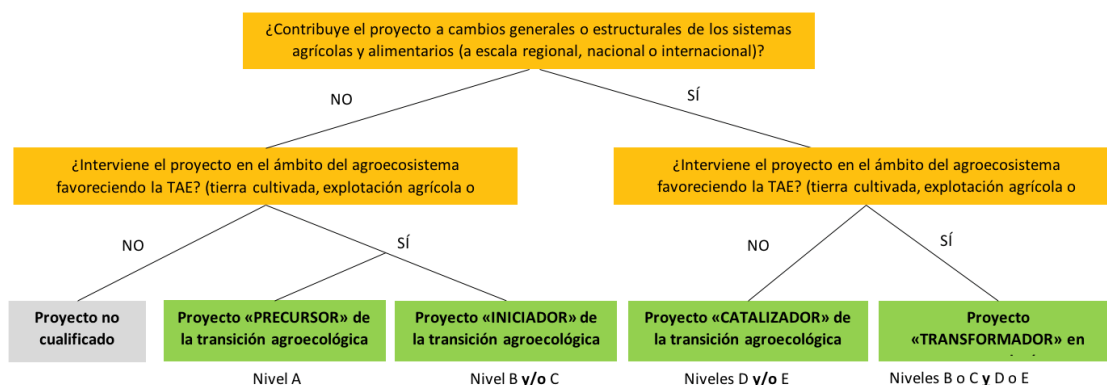 ¿Contribuye el proyecto a cambios generales o estructurales de los sistemas
agrícolas y alimentarios (a escala regional, nacional o internacional)?
NO
SÍ
¿Interviene el proyecto en el ámbito del agroecosistema
favoreciendo la TAE? (tierra cultivada, explotación agrícola o
¿Interviene el proyecto en el ámbito del agroecosistema
favoreciendo la TAE? (tierra cultivada, explotación agrícola o
NO
SÍ
NO
SÍ
Proyecto no
cualificado
Proyecto «PRECURSOR» de
la transición agroecológica
Proyecto «INICIADOR» de
la transición agroecológica
Proyecto «CATALIZADOR» de
la transición agroecológica
Proyecto
«TRANSFORMADOR» en
Nivel A
Nivel B y/o C
Niveles D y/o E
Niveles B o C y D o E